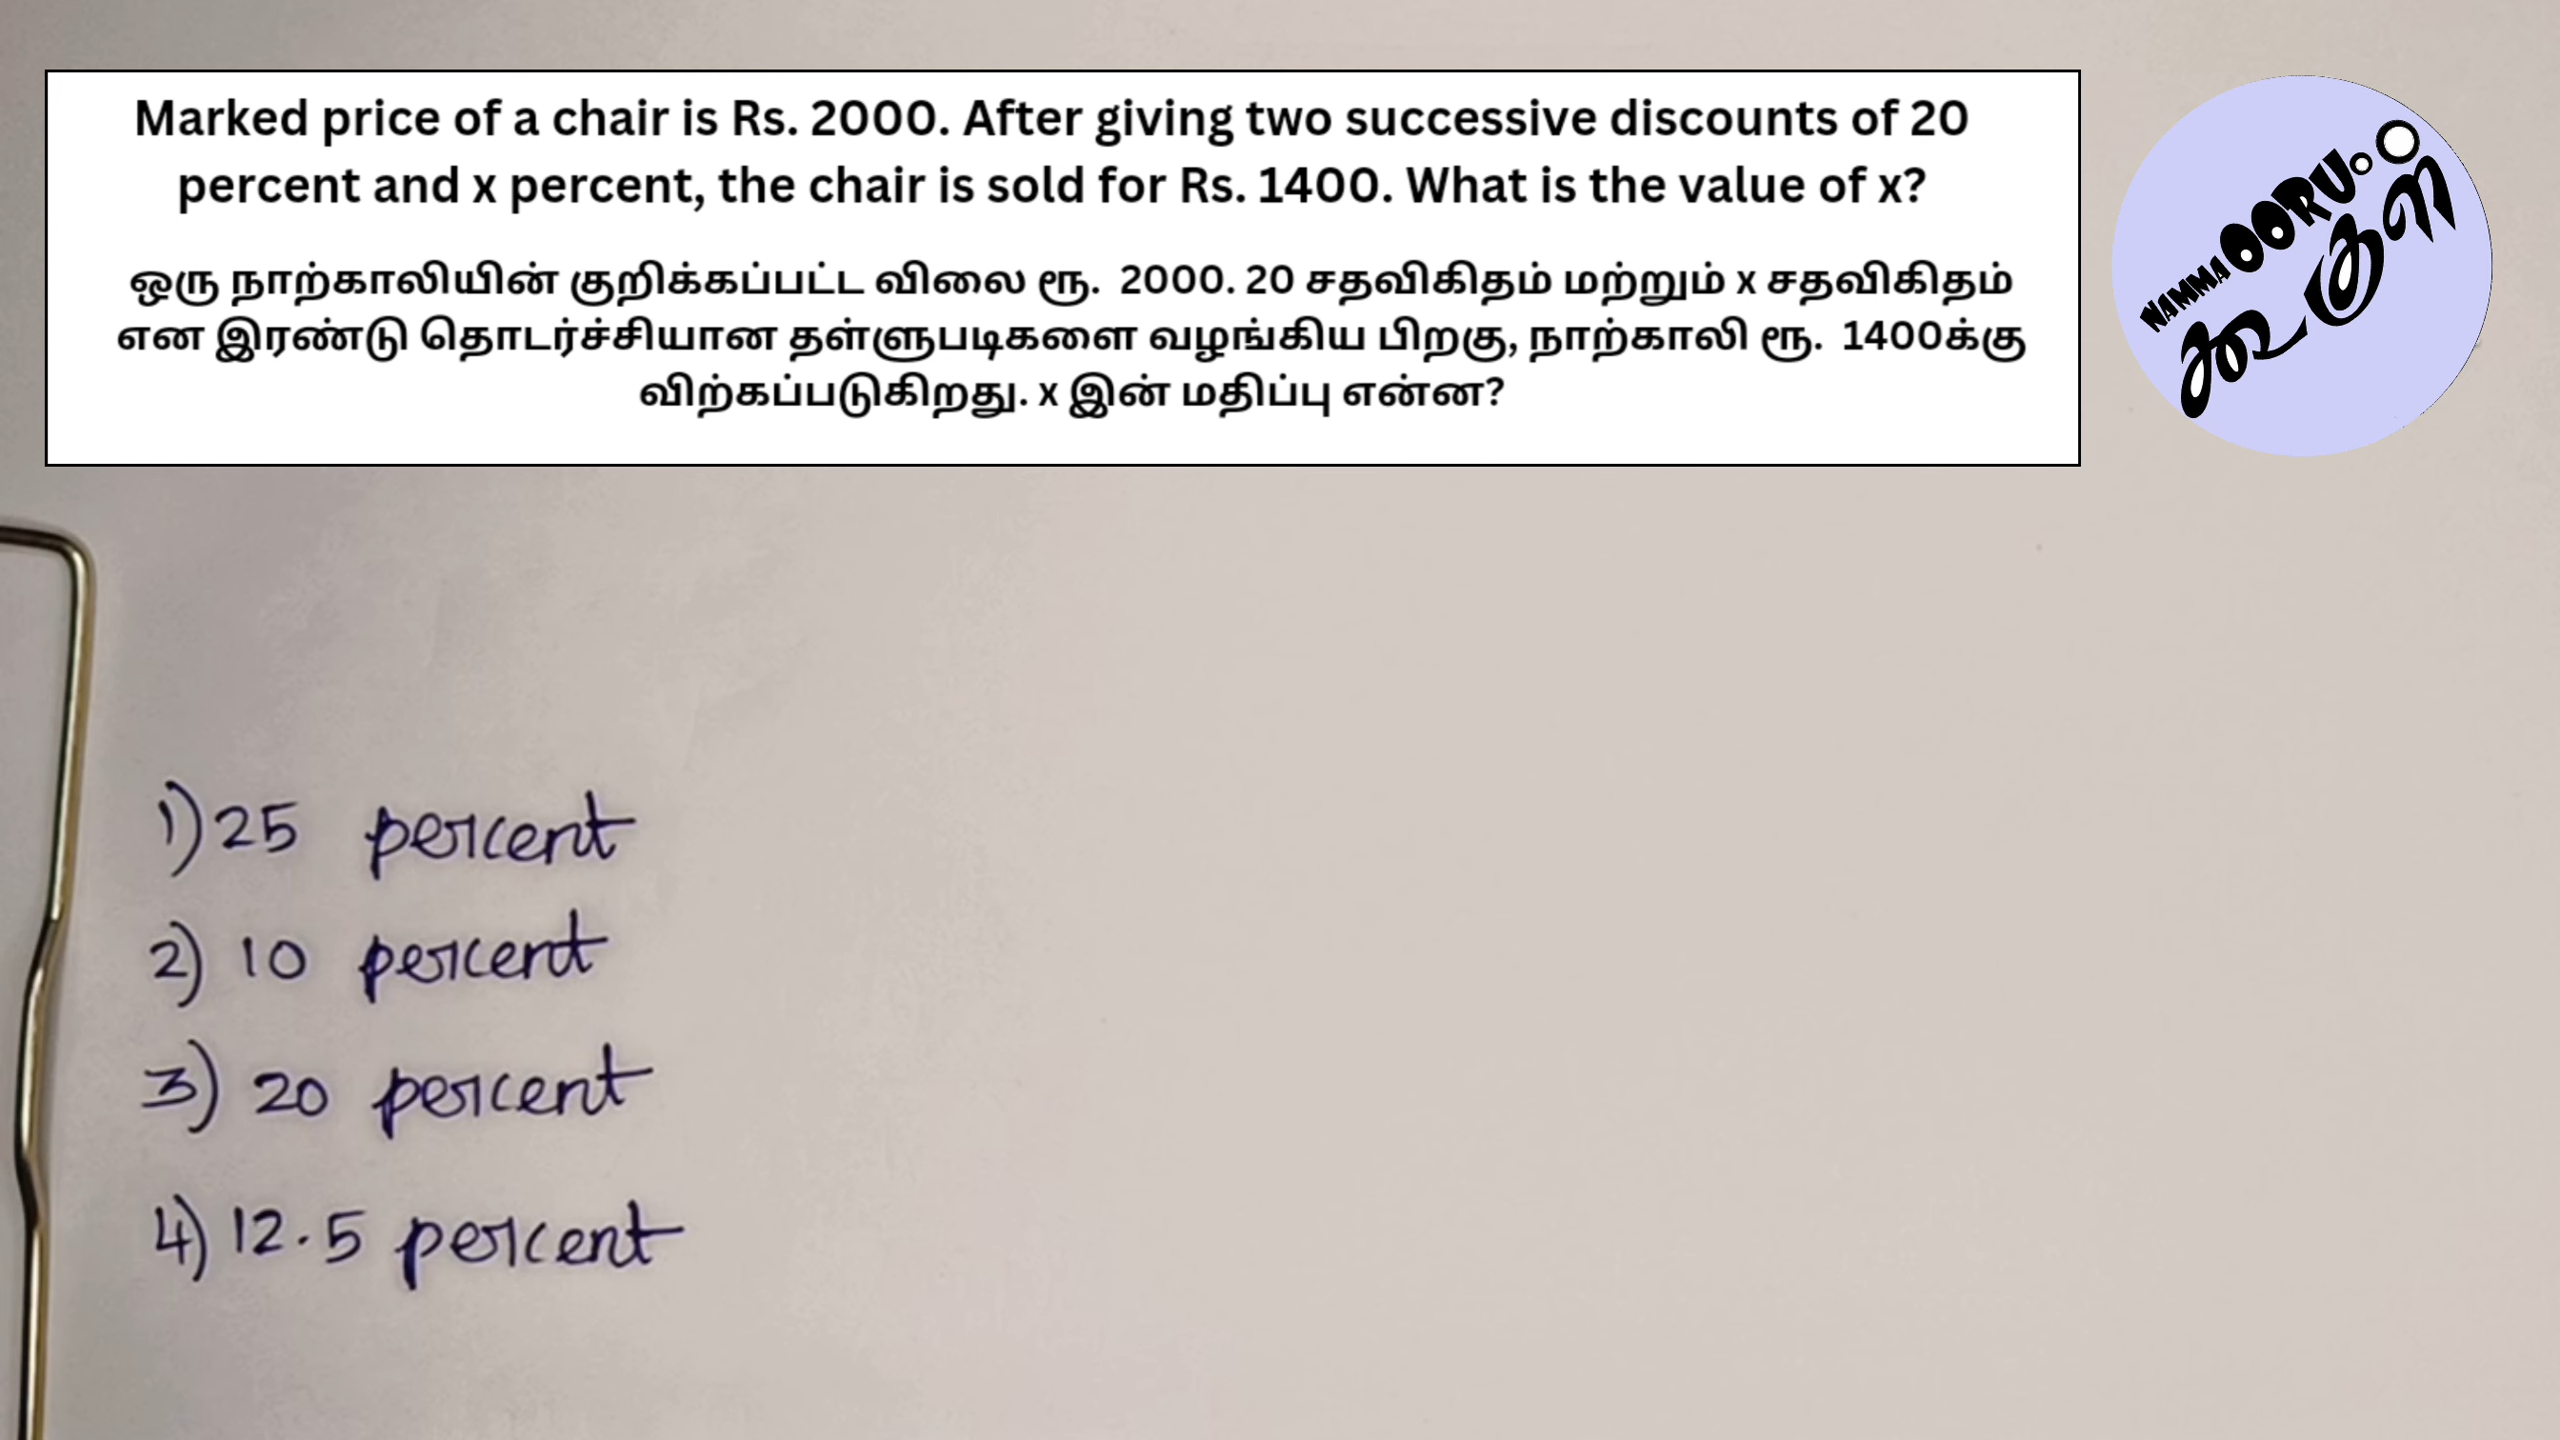 Marked price of a chair is Rs. 2000. After giving two successive discounts of 20
percent and x percent, the chair is sold for Rs. 1400. What is the value of x?
ஒரு நாற்காலியின் குறிக்கப்பட்ட விலை ரூ. 2000. 20 சதவிகிதம் மற்றும் x சதவிகிதம்
என இரண்டு தொடர்ச்சியான தள்ளுபடிகளை வழங்கிய பிறகு, நாற்காலி ரூ. 1400க்கு
விற்கப்படுகிறது. x இன் மதிப்பு என்ன?
NAMMA OORU
1) 25 percent
2) 10 percent
3) 20 percent
4) 12.5 percent